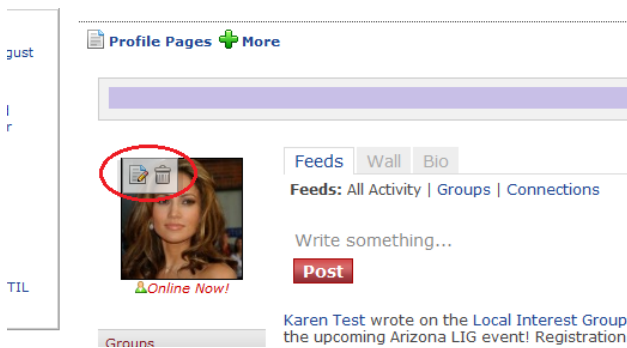 Profile Pages More
gust
r
Feeds Wall Bio
Feeds: All Activity | Groups | Connections
Write something...
Post
TIL
Online Now!
Karen Test wrote on the Local Interest Group
the upcoming Arizona LIG event! Registration
Groups